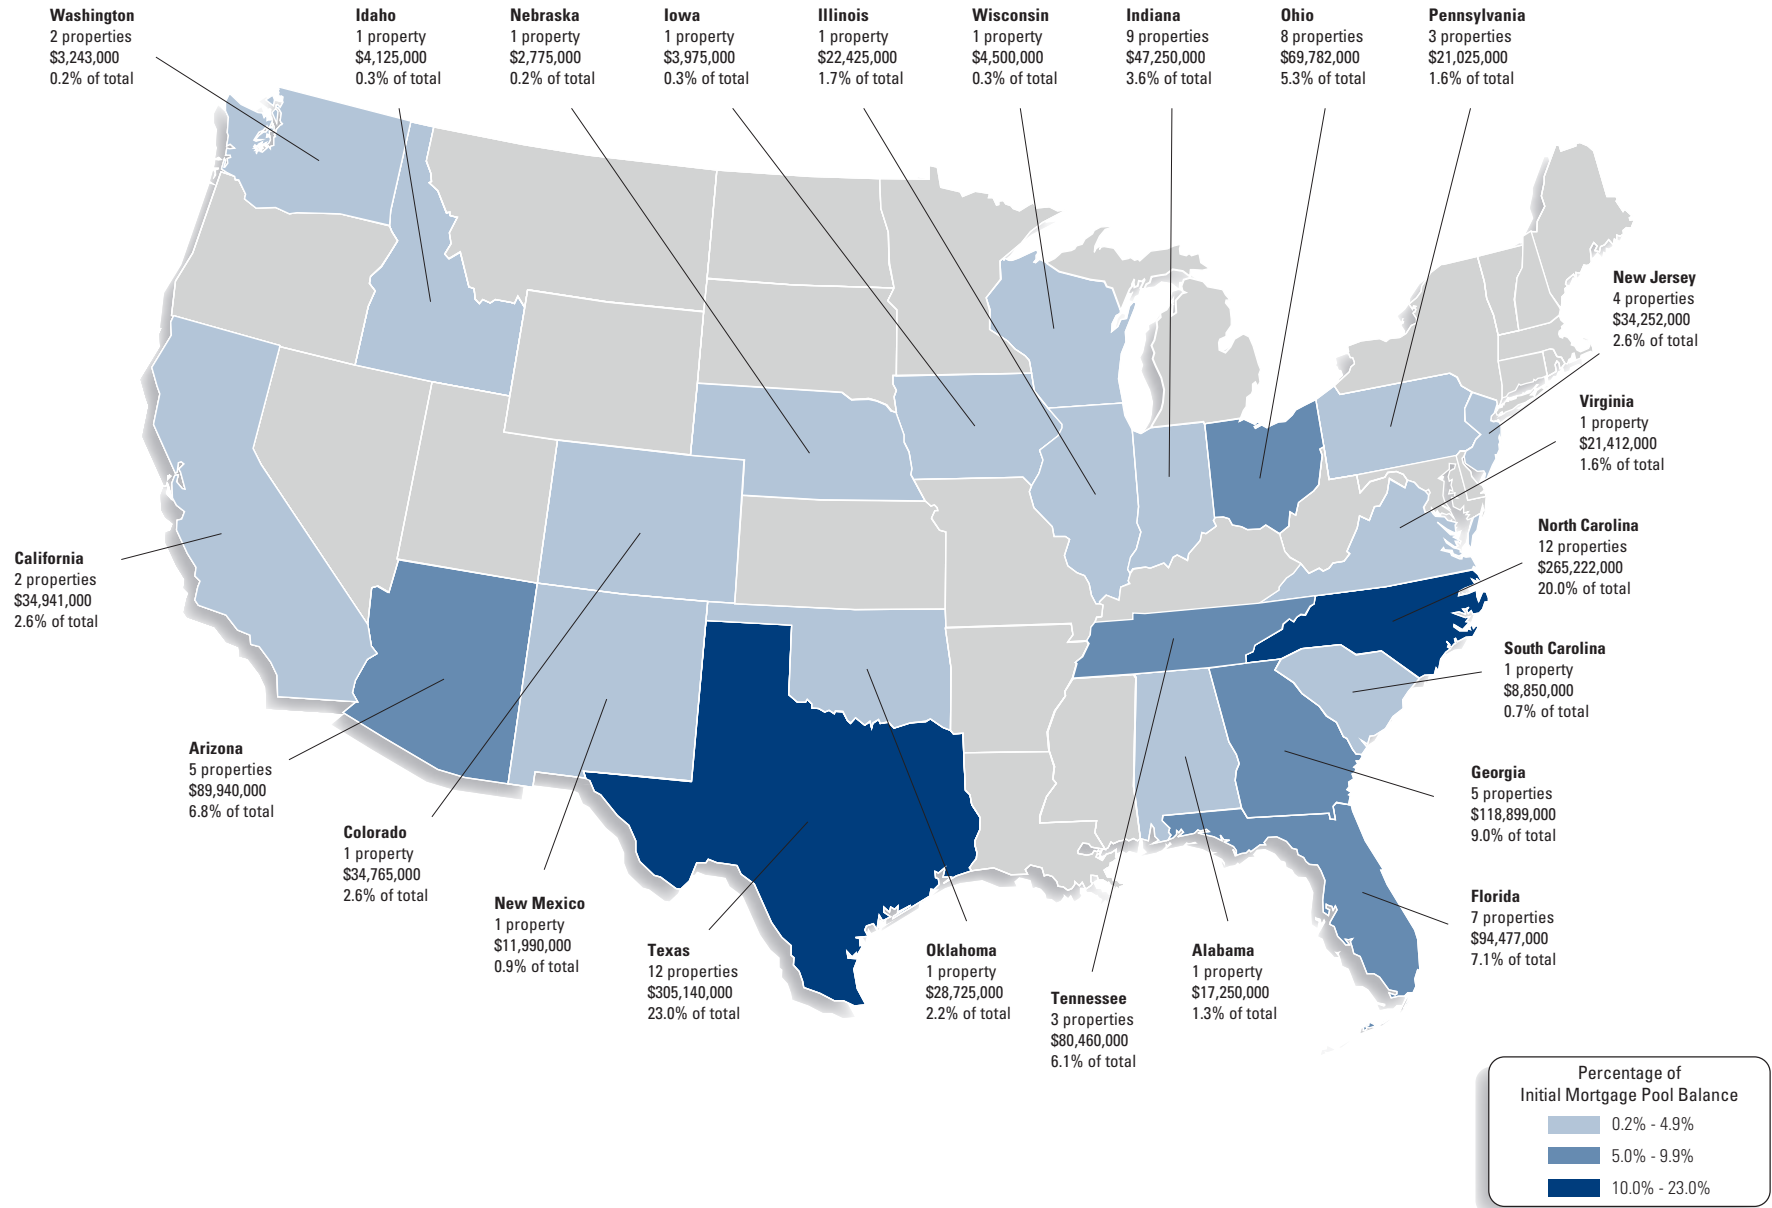 Washington
2 properties
$3,243,000
0.2% of total
Idaho
1 property
$4,125,000
0.3% of total
Nebraska
1 property
$2,775,000
0.2% of total
Iowa
1 property
$3,975,000
0.3% of total
Illinois
1 property
$22,425,000
1.7% of total
Wisconsin
1 property
$4,500,000
0.3% of total
Indiana
9 properties
$47,250,000
3.6% of total
Ohio
8 properties
$69,782,000
5.3% of total
Pennsylvania
3 properties
$21,025,000
1.6% of total
New Jersey
4 properties
$34,252,000
2.6% of total
Virginia
1 property
$21,412,000
1.6% of total
North Carolina
12 properties
$265,222,000
20.0% of total
South Carolina
1 property
$8,850,000
0.7% of total
Georgia
5 properties
$118,899,000
9.0% of total
Florida
7 properties
$94,477,000
7.1% of total
California
2 properties
$34,941,000
2.6% of total
Arizona
5 properties
$89,940,000
6.8% of total
Colorado
1 property
$34,765,000
2.6% of total
New Mexico
1 property
$11,990,000
0.9% of total
Texas
12 properties
$305,140,000
23.0% of total
Oklahoma
1 property
$28,725,000
2.2% of total
Tennessee
3 properties
$80,460,000
6.1% of total
Alabama
1 property
$17,250,000
1.3% of total
Percentage of
Initial Mortgage Pool Balance
0.2% - 4.9%
5.0% - 9.9%
10.0% - 23.0%